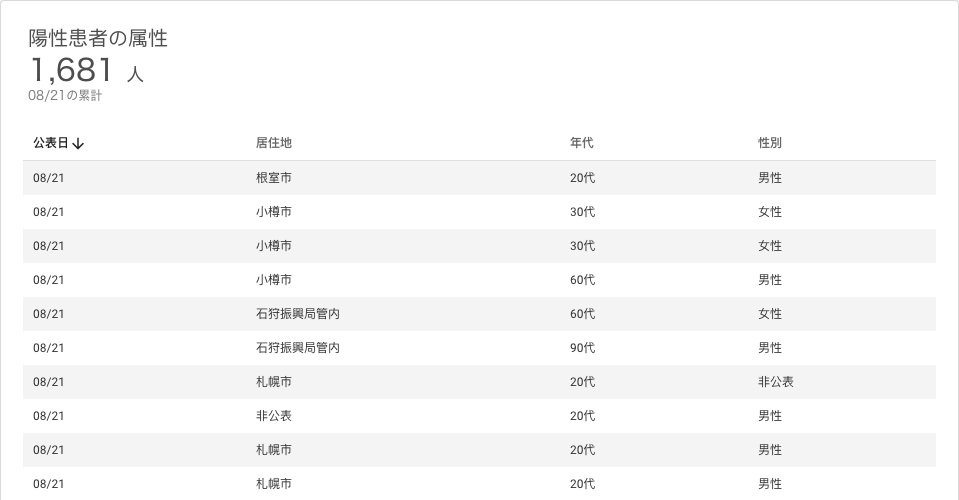 陽性患者の属性
1,681 人
08/21の累計
公表日↓ 居住地 年代 性別
08/21 根室市 20代 男性
08/21 小樽市 30代 女性
08/21 小樽市 30代 女性
08/21 小樽市 60代 男性
08/21 石狩振興局管内 60代 女性
08/21 石狩振興局管内 90代 男性
08/21 札幌市 20代 非公表
08/21 非公表 20代 男性
08/21 札幌市 20代 男性
08/21 札幌市 20代 男性